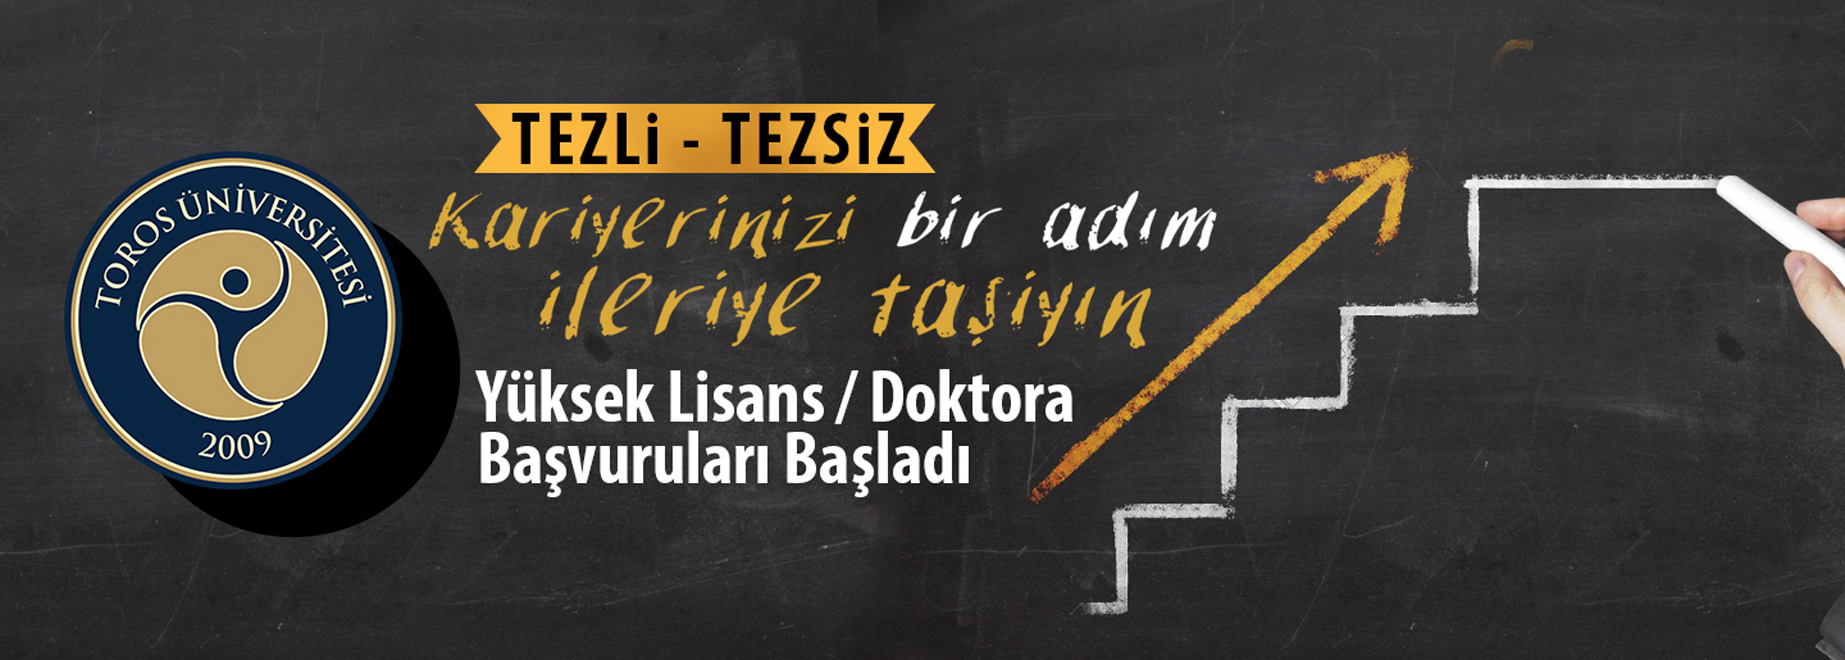 TOROS ÜNİVERSİTESİ
2009
TEZLi - TEZSiZ
Kariyerinizi bir adım
ileriye taşıyın
Yüksek Lisans / Doktora
Başvuruları Başladı